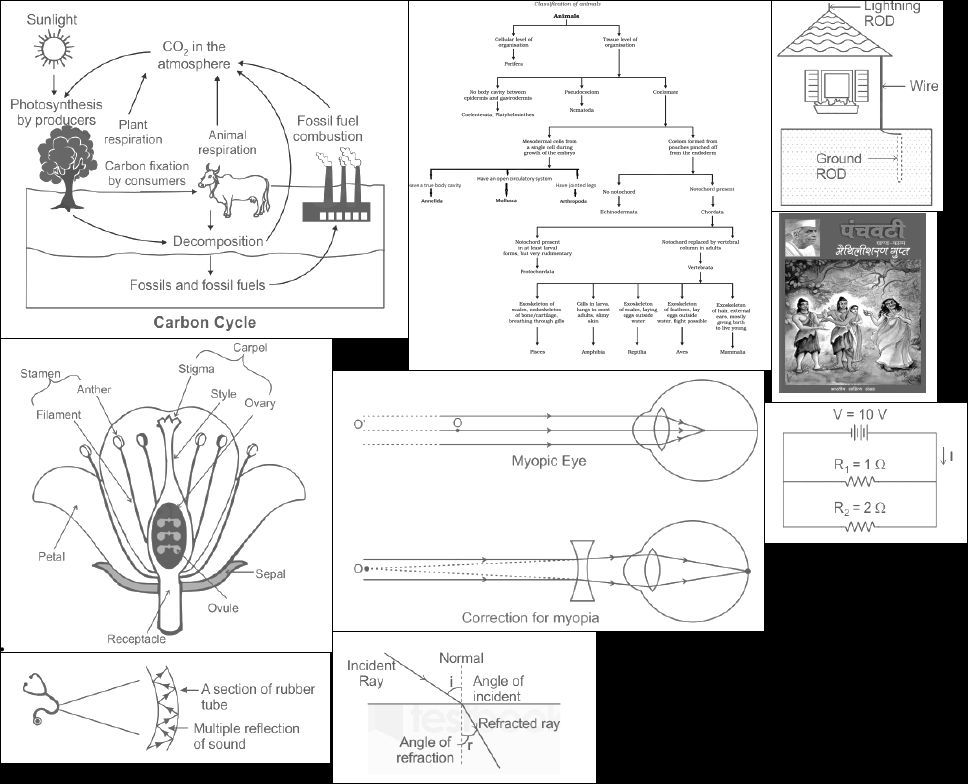 Sunlight
CO2 in the
atmosphere
Photosynthesis
by producers
Plant
respiration
Animal
respiration
Fossil fuel
combustion
Carbon fixation
by consumers
Decomposition
Fossils and fossil fuels
Carbon Cycle
Classification of animals
Animals
Cellular level of
organisation
Tissue level of
organisation
Porifera
No body cavity between
epidermis and gastrodermis
Pseudocoelom
Coelomate
Nematoda
Coelenterata, Platyhelminthes
Mesodermal cells from
a single cell during
growth of the embryo
Coelom formed from
pouches pinched off
from the endoderm
Have an open circulatory system
ave a true body cavity
Have jointed legs
Annelida
Mollusca
Arthropoda
No notochord
Notochord present
Echinodermata
Chordata
Notochord present
in at least larval
forms, but very rudimentary
Notochord replaced by vertebral
column in adults
Protochordata
Vertebrata
Exoskeleton of
scales, endoskeleton
of bone/cartilage,
breathing through gills
Gills in larva,
lungs in most
adults, slimy
skin
Exoskeleton
of scales, laying
eggs outside
water
Exoskeleton
of feathers, lay
eggs outside
water, flight possible
Exoskeleton
of hair, external
ears, mostly
giving birth
to live young
Pisces
Amphibia
Reptilia
Aves
Mammalia
Lightning
ROD
Wire
Ground
ROD
पंचवटी
खण्ड-काव्य
मैथिलीशरण गुप्त
Carpel
Stamen
Stigma
Anther
Style
Filament
Ovary
Petal
Sepal
Ovule
Receptacle
O'
O
Myopic Eye
O
Correction for myopia
V = 10 V
I
R1 = 1 Ω
R2 = 2 Ω
A section of rubber
tube
Multiple reflection
of sound
Incident
Ray
Normal
i
Angle of
incident
Refracted ray
Angle of
refraction
r